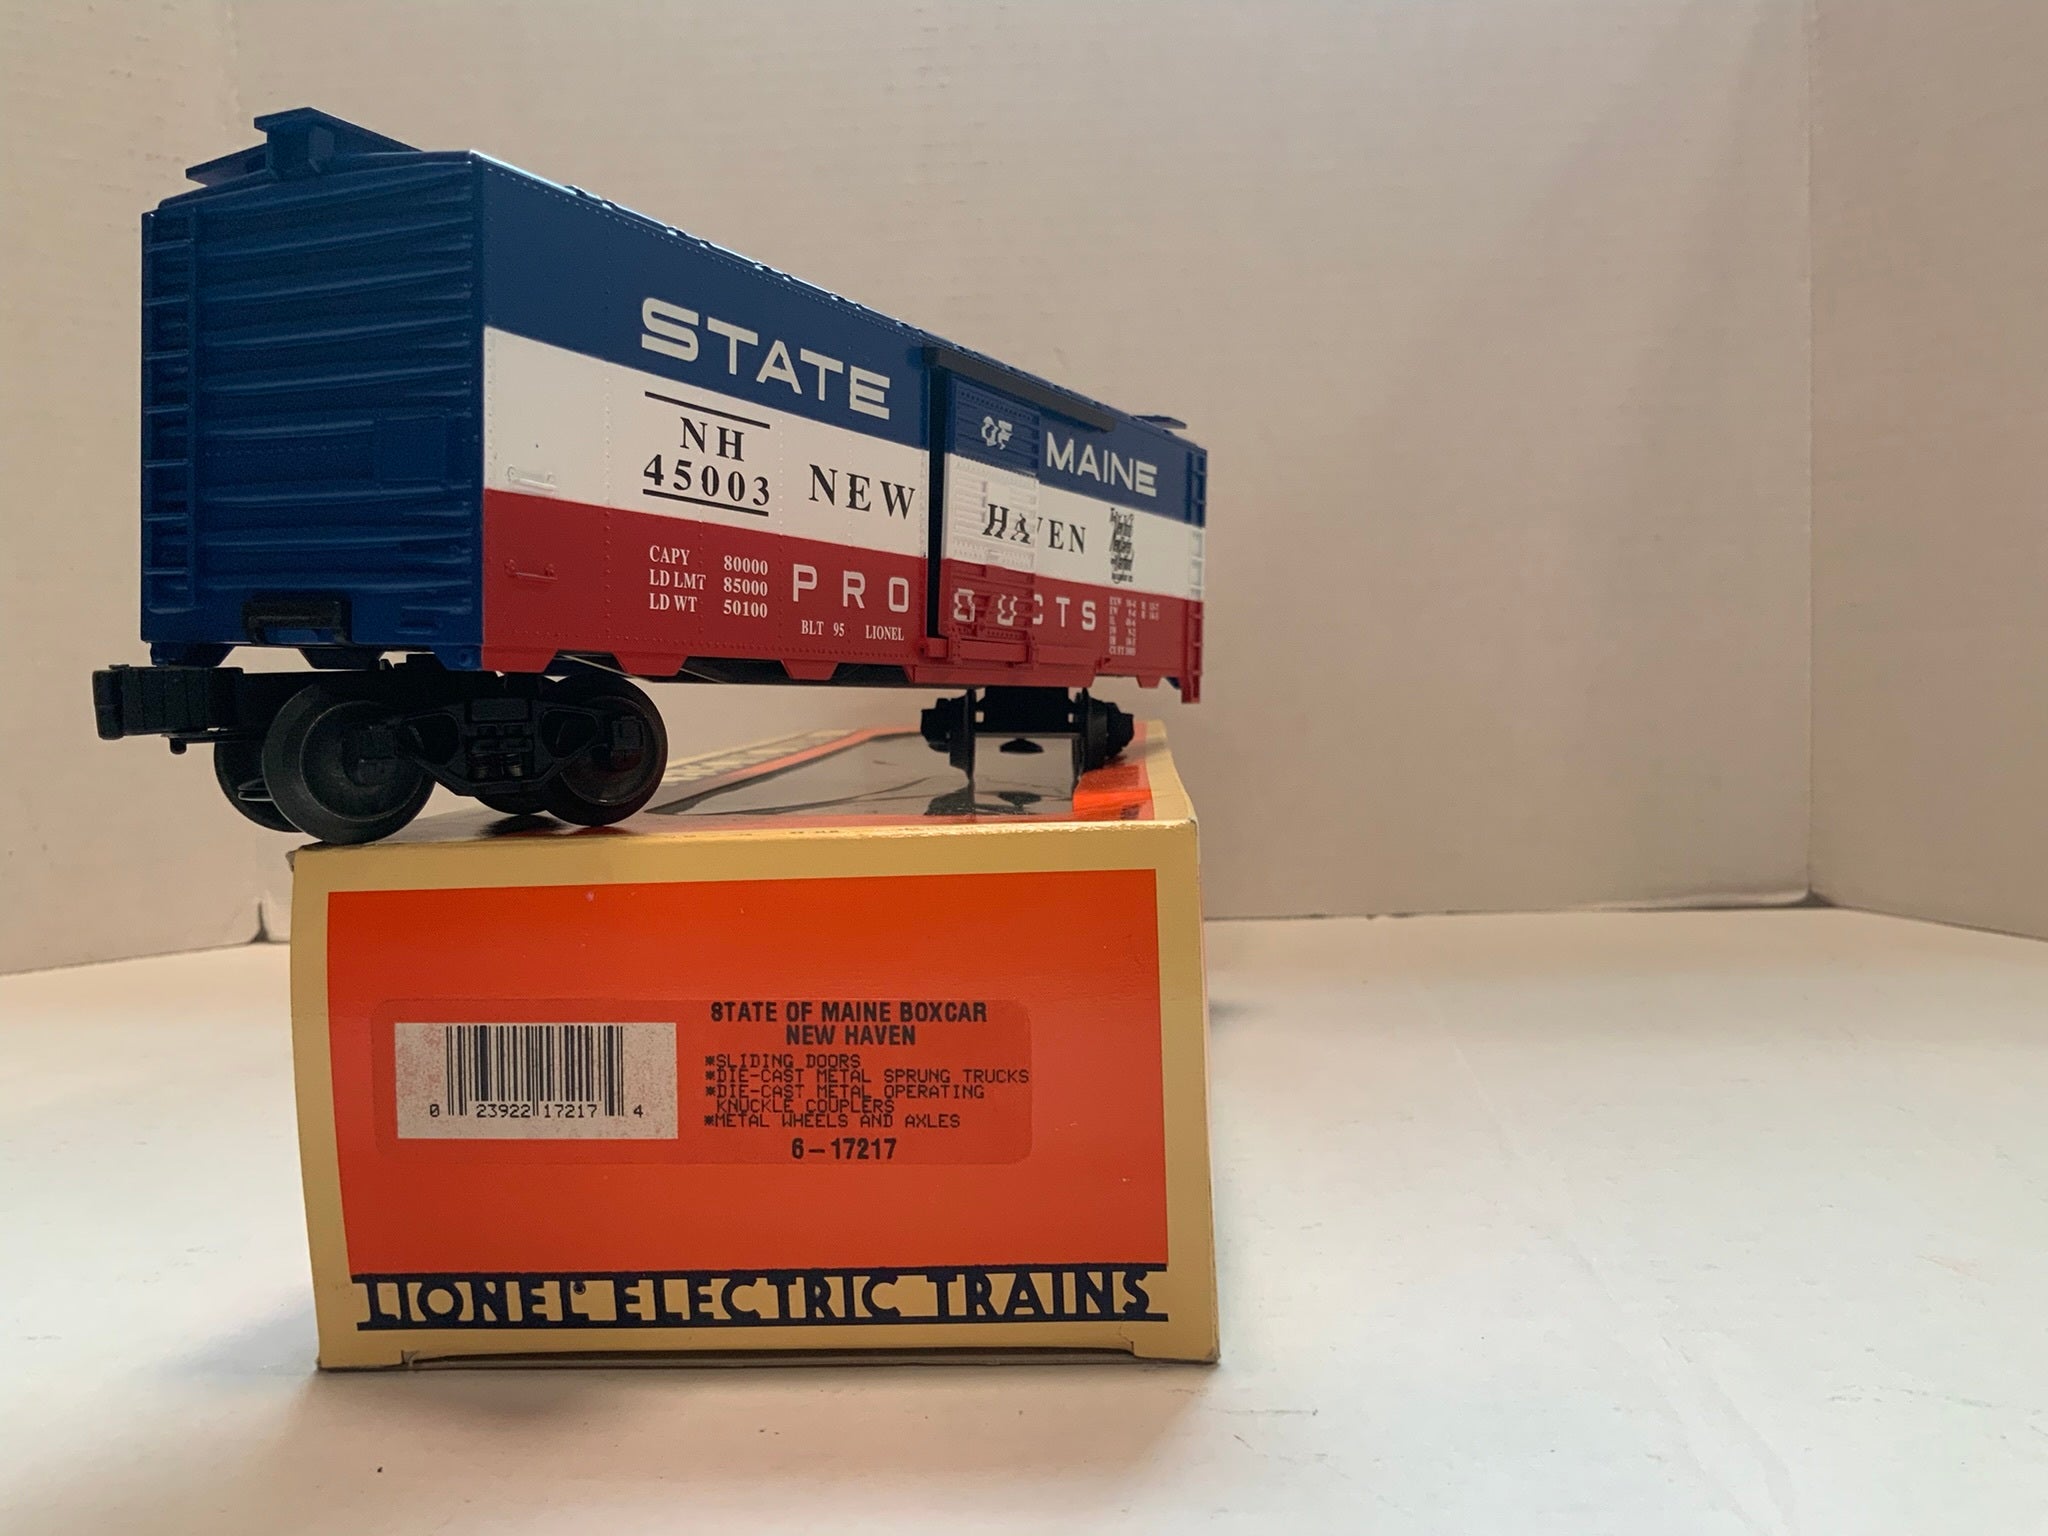 STATE OF MAINE
NH
45003
NEW HAVEN
CAPY 80000
LD LMT 85000
LD WT 50100
PRODUCTS
BLT 95 LIONEL
8TATE OF MAINE BOXCAR
NEW HAVEN
*SLIDING DOORS
*DIE-CAST METAL SPRUNG TRUCKS
*DIE-CAST METAL OPERATING
KNUCKLE COUPLERS
*METAL WHEELS AND AXLES
6-17217
0 23922 17217 4
LIONEL® ELECTRIC TRAINS